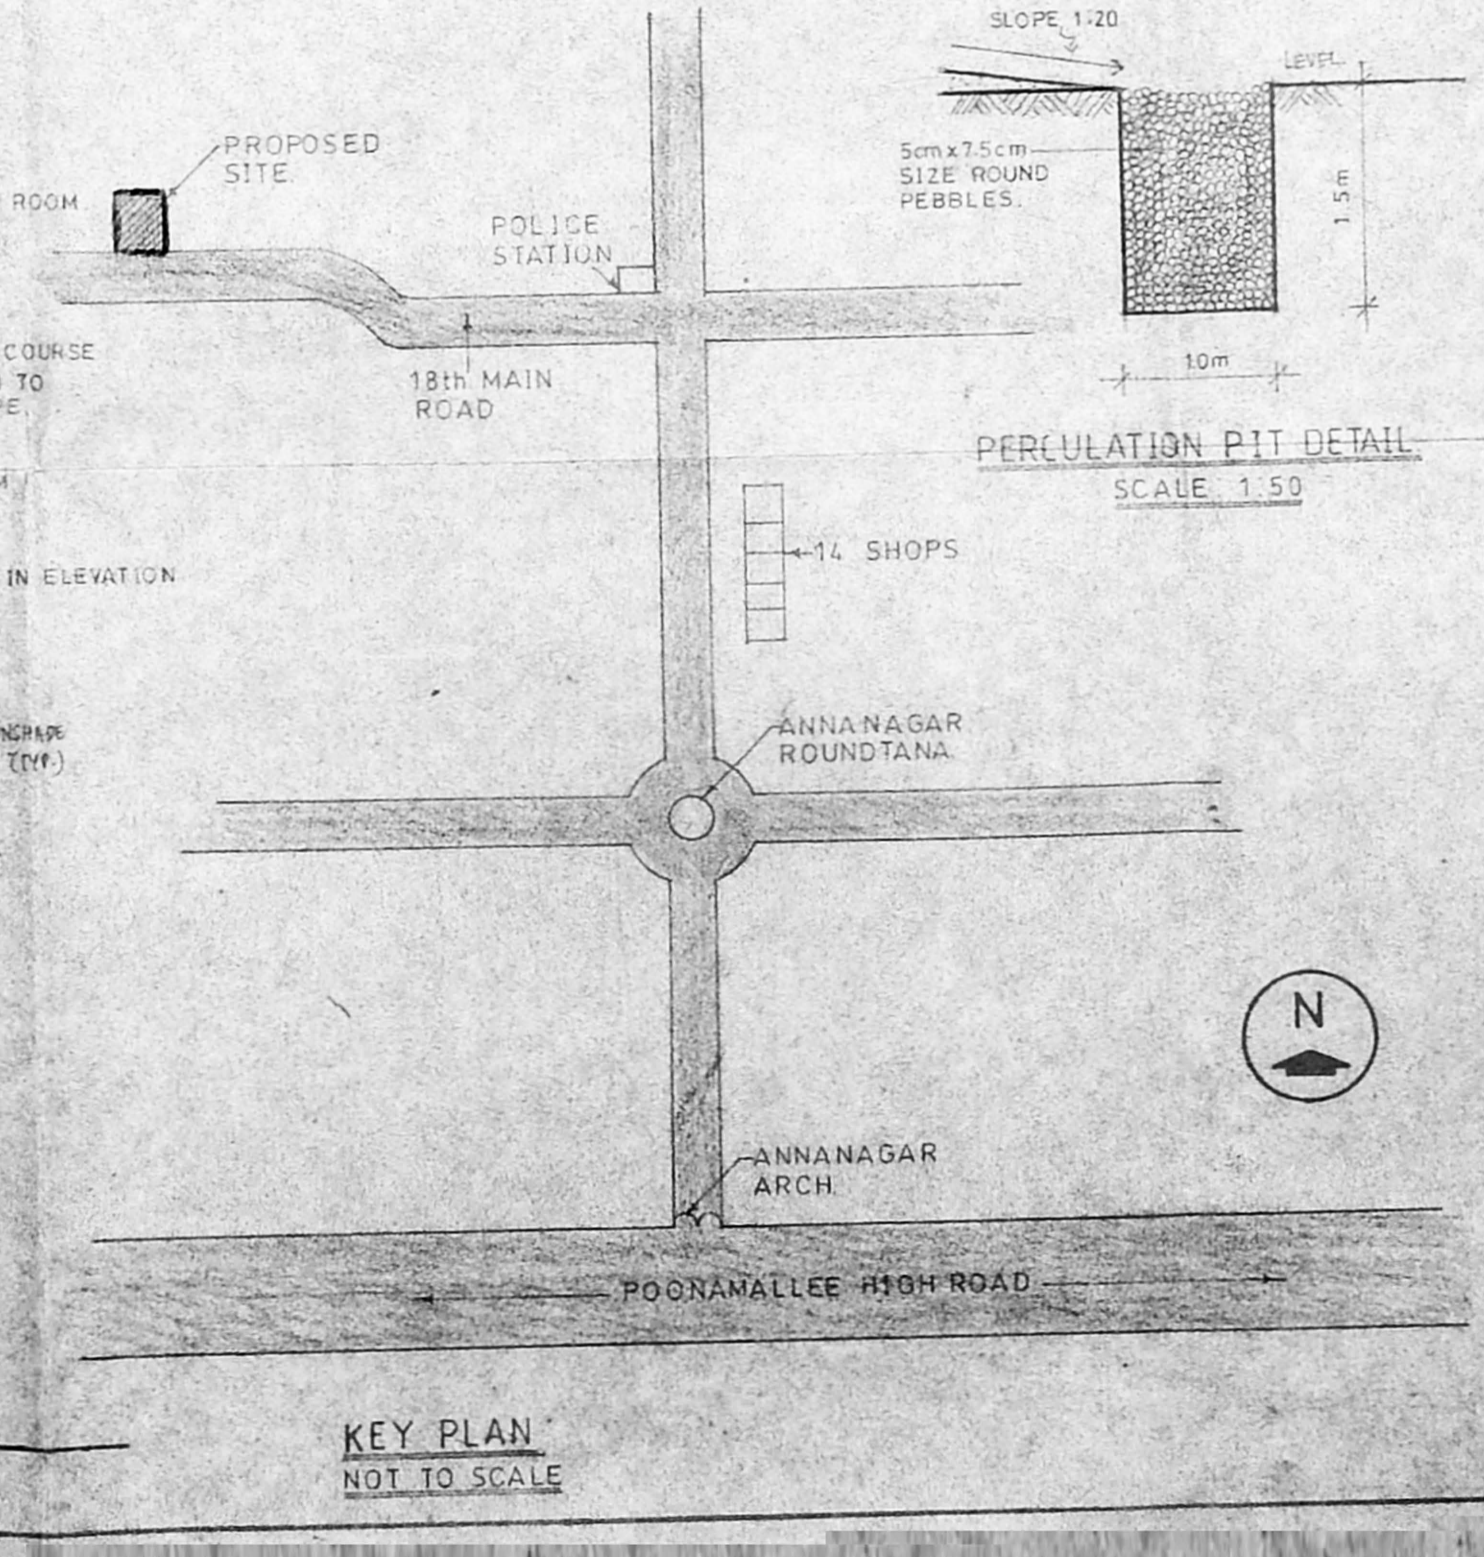 SLOPE 1:20
LEVEL.
5cm x 7.5cm
SIZE ROUND
PEBBLES.
1.5m
1.0m
PERCULATION PIT DETAIL
SCALE 1:50
PROPOSED
SITE.
ROOM
POLICE
STATION
COURSE
TO
18th MAIN
ROAD
14 SHOPS
IN ELEVATION
ANNANAGAR
ROUNDTANA.
(TYP.)
N
ANNANAGAR
ARCH.
POONAMALLEE HIGH ROAD
KEY PLAN
NOT TO SCALE